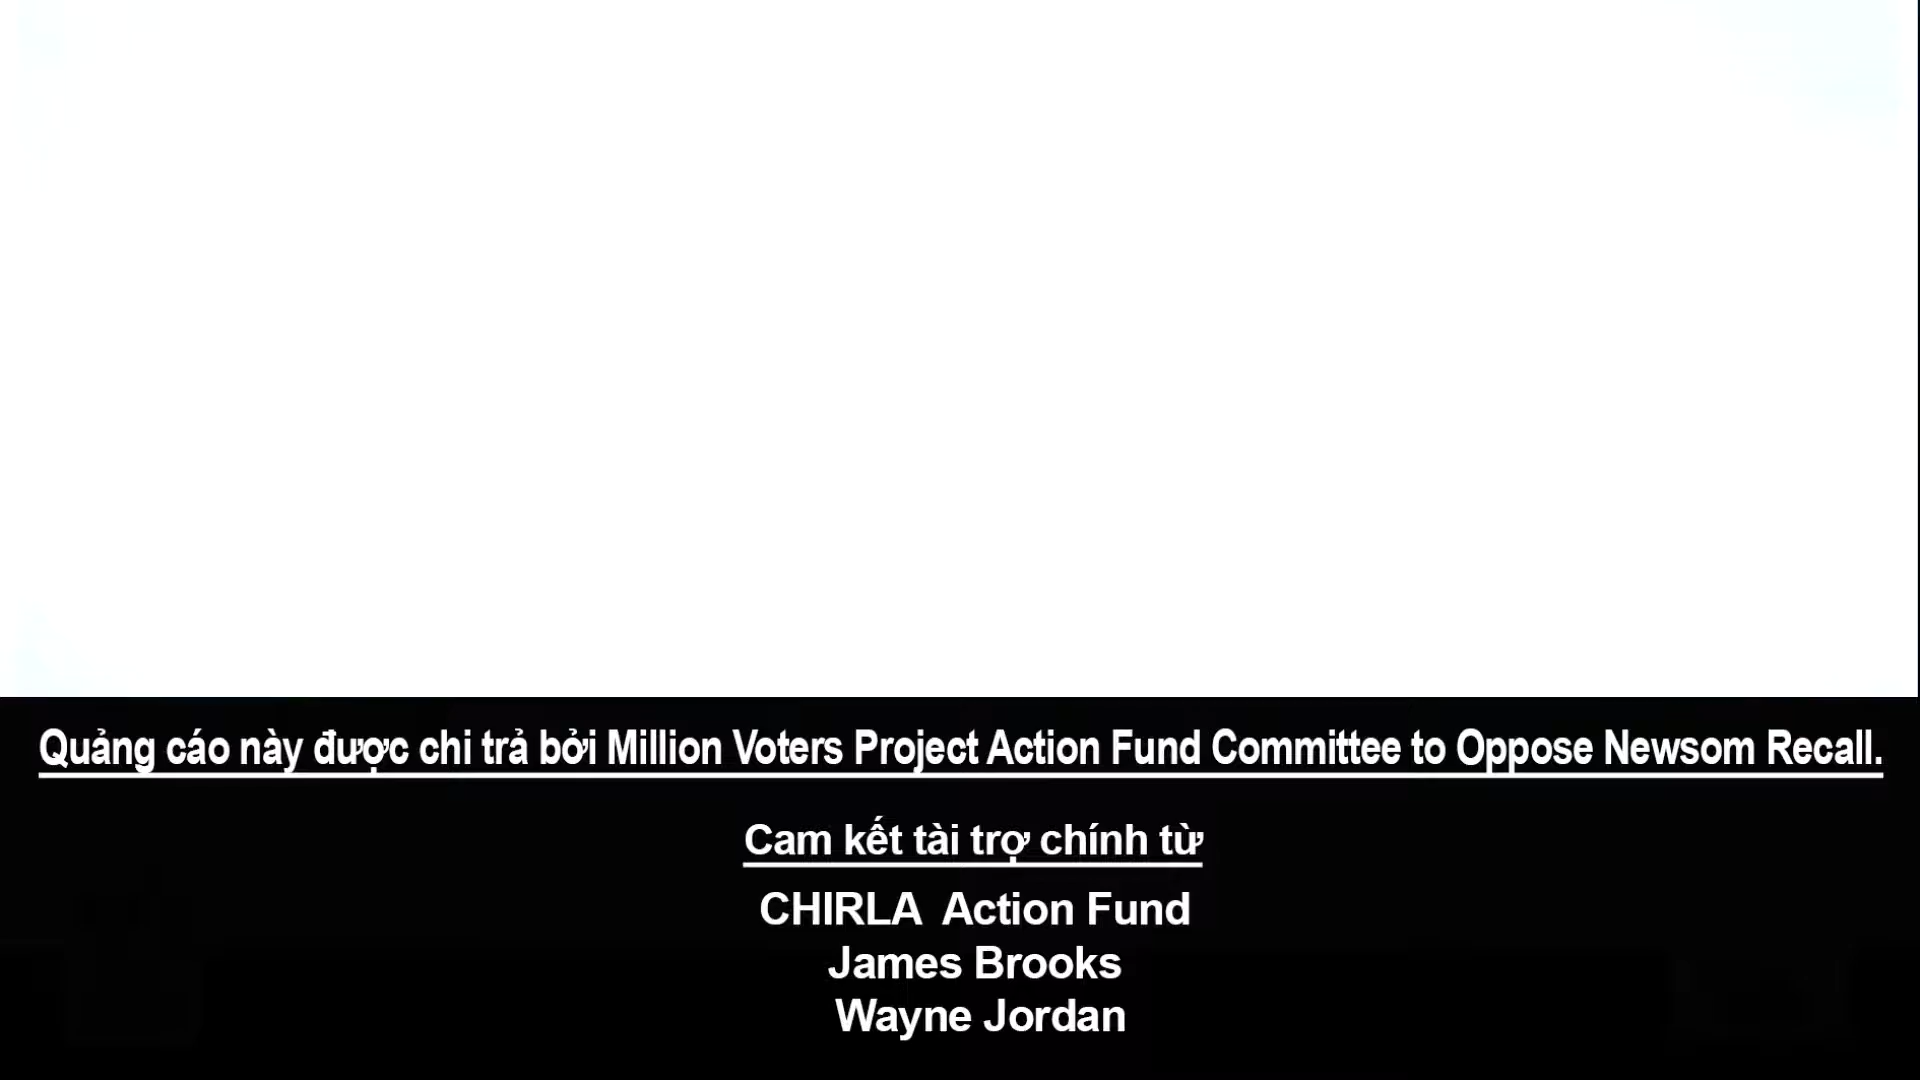 Quảng cáo này được chi trả bởi Million Voters Project Action Fund Committee to Oppose Newsom Recall.
Cam kết tài trợ chính từ
CHIRLA Action Fund
James Brooks
Wayne Jordan